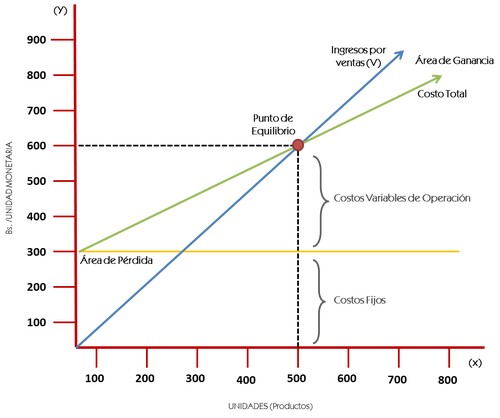 (Y)
900
800
700
600
500
400
300
200
100
Bs. /UNIDAD MONETARIA
Ingresos por
ventas (V)
Área de Ganancia
Costo Total
Punto de
Equilibrio
Costos Variables de Operación
Área de Pérdida
Costos Fijos
(X)
100 200 300 400 500 600 700 800
UNIDADES (Productos)